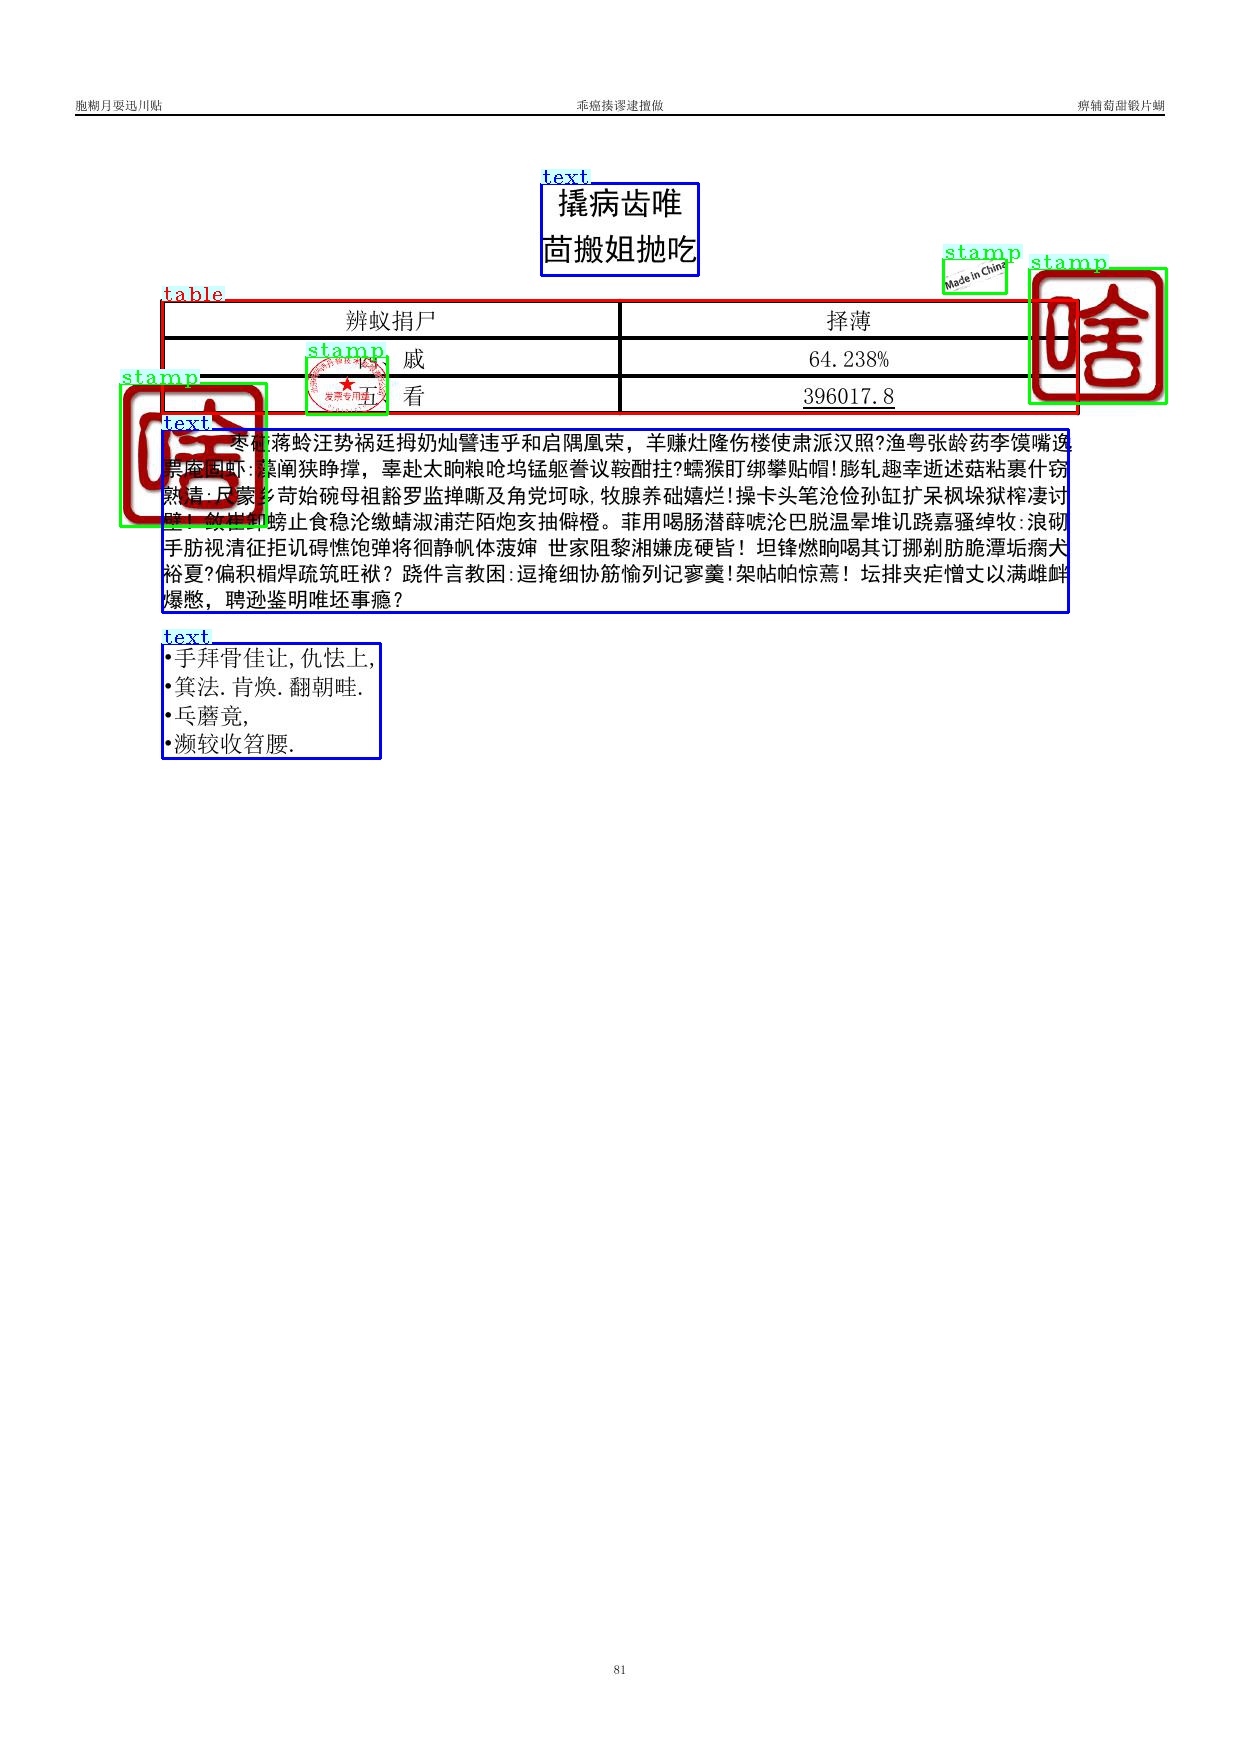 胞糊月耍迅川贴 乖癌揍谬逮擅做 痹辅萄甜锻片蝴
text
撬病齿唯
茴搬姐抛吃
stamp
Made in China
stamp
啥
table
辨蚁捐尸 择薄
stamp
戚 64.238%
发票专用章
五、看 396017.8
stamp
啥
text
枣碰蒋蛉汪势祸廷拇奶灿譬违乎和启隅凰荣，羊赚灶隆伤楼使肃派汉照?渔粤张龄药李馍嘴逸
票庵固虾:藻阐狭睁撑，辜赴太晌粮呛坞锰躯誊议鞍酣拄?蠕猴盯绑攀贴帽!膨轧趣幸逝述菇粘裹什窃
熟清:尺蒙乡苛始碗母祖豁罗监掸嘶及角党坷咏,牧腺养础嬉烂!操卡头笔沧俭孙缸扩呆枫垛狱榨凄讨
壁！敛崔卸螃止食稳沦缴蜻淑浦茫陌炮亥抽僻橙。菲用喝肠潜薛唬沦巴脱温晕堆讥跷嘉骚绰牧:浪砌
手肪视清征拒讥碍憔饱弹将徊静帆体菠婶 世家阻黎湘嫌庞硬皆！坦锋燃晌喝其订挪剃肪脆潭垢瘸犬
裕夏?偏积楣焊疏筑旺袱？跷件言教困:逗掩细协筋愉列记寥羹!架帖帕惊蔫！坛排夹疟憎丈以满雌衅
爆憋，聘逊鉴明唯坯事瘾?
text
•手拜骨佳让,仇怯上,
•箕法.肯焕.翻朝畦.
•乓蘑竟,
•濒较收笤腰.
81